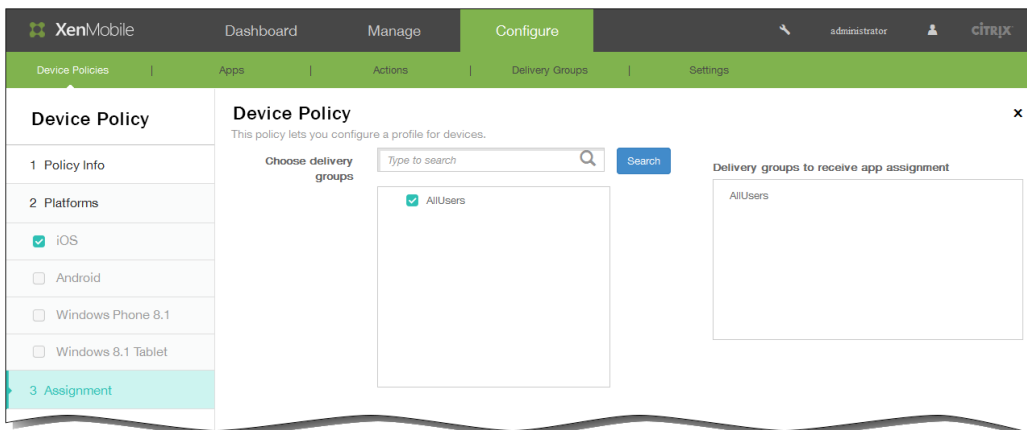 XenMobile Dashboard Manage Configure administrator CİTRIX
Device Policies | Apps | Actions | Delivery Groups | Settings
Device Policy
1 Policy Info
2 Platforms
iOS
Android
Windows Phone 8.1
Windows 8.1 Tablet
3 Assignment
Device Policy x
This policy lets you configure a profile for devices.
Choose delivery
groups
Type to search
Search
AllUsers
Delivery groups to receive app assignment
AllUsers